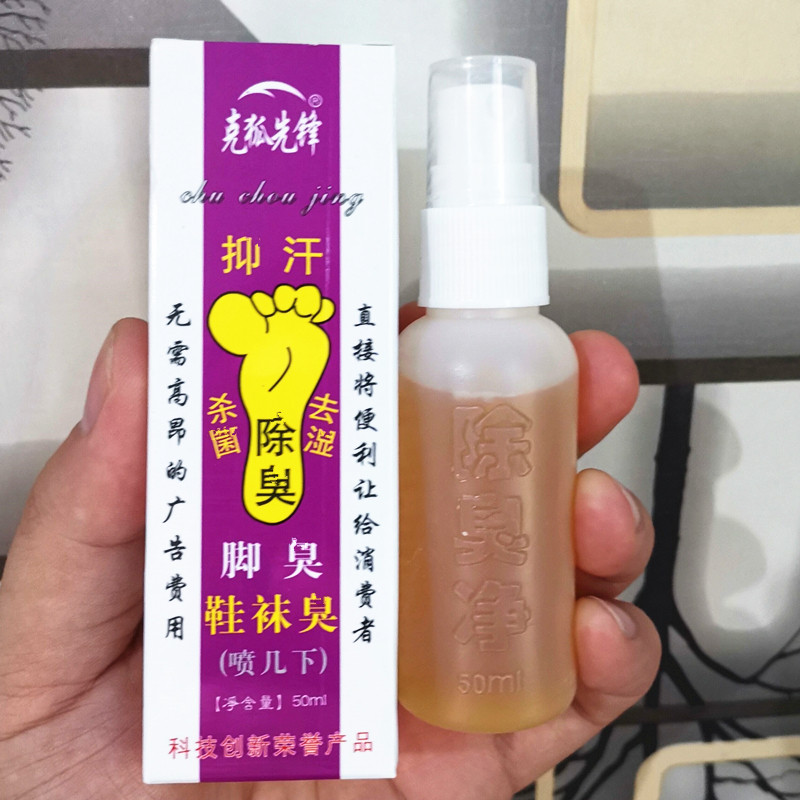 克狐先锋®
chu chou jing
抑汗
杀菌
去湿
除臭
无需高昂的广告费用
直接将便利让给消费者
脚臭
鞋袜臭
(喷几下)
【净含量】50ml
科技创新荣誉产品
除臭净
50ml